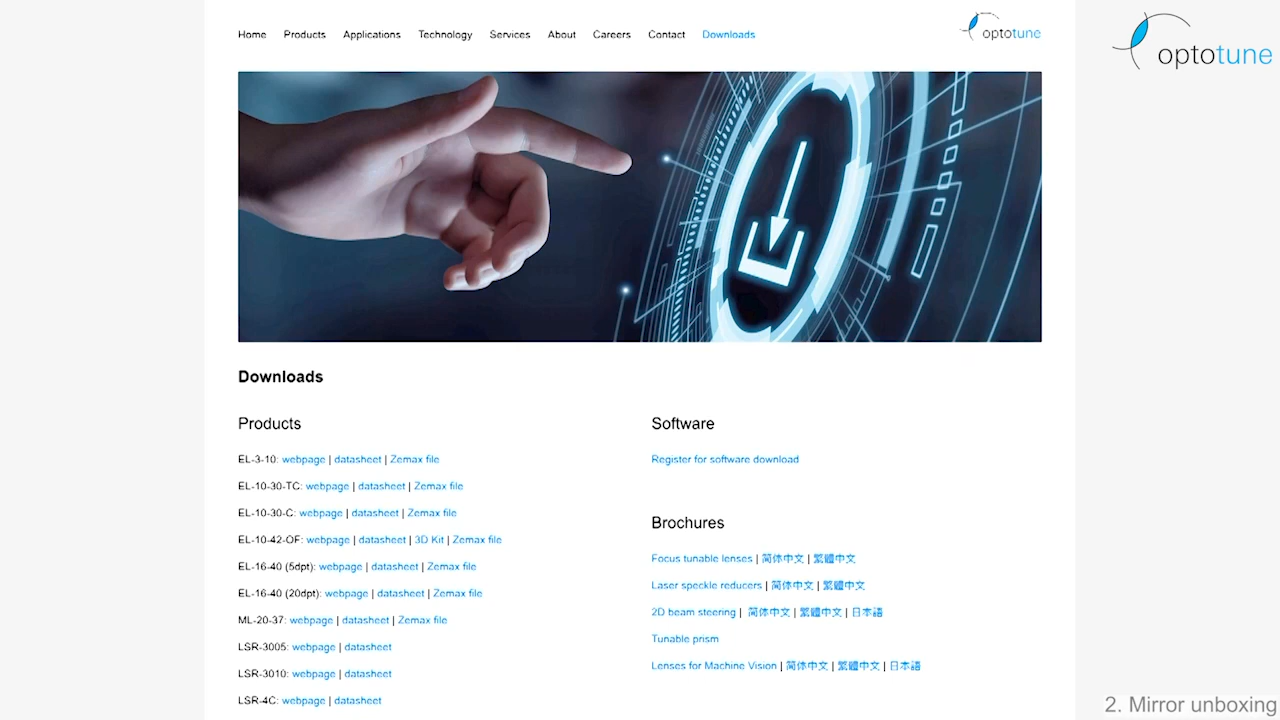 Home Products Applications Technology Services About Careers Contact Downloads
optotune
optotune
Downloads
Products
EL-3-10: webpage | datasheet | Zemax file
EL-10-30-TC: webpage | datasheet | Zemax file
EL-10-30-C: webpage | datasheet | Zemax file
EL-10-42-OF: webpage | datasheet | 3D Kit | Zemax file
EL-16-40 (5dpt): webpage | datasheet | Zemax file
EL-16-40 (20dpt): webpage | datasheet | Zemax file
ML-20-37: webpage | datasheet | Zemax file
LSR-3005: webpage | datasheet
LSR-3010: webpage | datasheet
LSR-4C: webpage | datasheet
Software
Register for software download
Brochures
Focus tunable lenses | 简体中文 | 繁體中文
Laser speckle reducers | 简体中文 | 繁體中文
2D beam steering | 简体中文 | 繁體中文 | 日本語
Tunable prism
Lenses for Machine Vision | 简体中文 | 繁體中文 | 日本語
2. Mirror unboxing